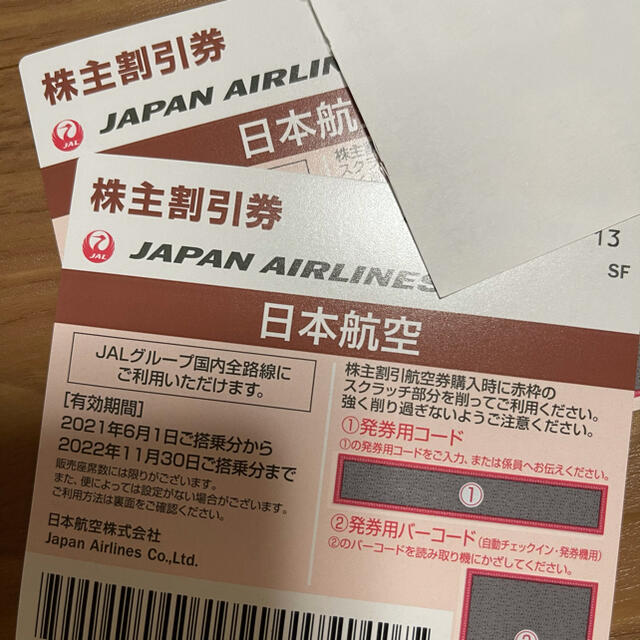 株主割引券
JAL
JAPAN AIRLIN
日本航
株主
スク
株主割引券
JAL
JAPAN AIRLINES
13
SF
日本航空
JALグループ国内全路線に
ご利用いただけます。
[有効期間]
2021年6月1日ご搭乗分から
2022年11月30日ご搭乗分まで
販売座席数には限りがございます。
また、便によっては設定がない場合がございます。
ご利用方法は裏面をご確認ください。
日本航空株式会社
Japan Airlines Co.,Ltd.
株主割引航空券購入時に赤枠の
スクラッチ部分を削ってご利用ください。
強く削り過ぎないようご注意ください。
①発券用コード
①の発券用コードをご入力、または係員へお伝えください。
①
②発券用バーコード(自動チェックイン・発券機用)
②のバーコードを読み取り機にかざしてください。